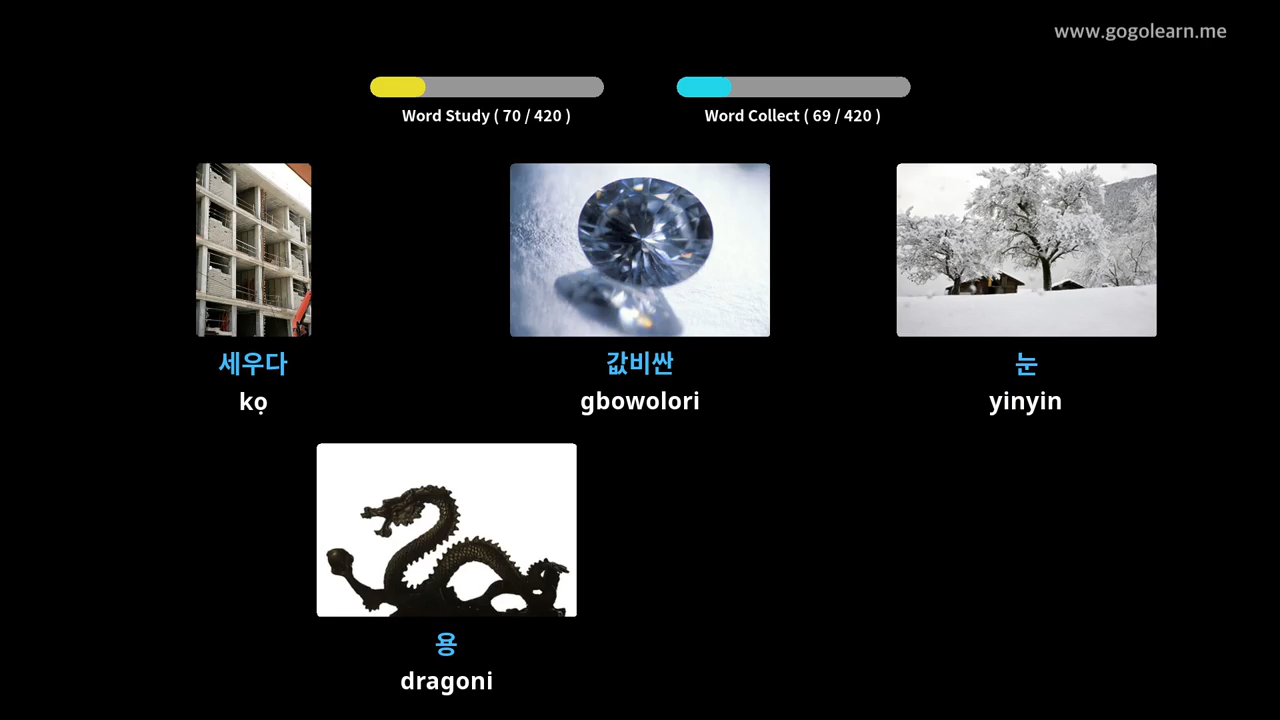 www.gogolearn.me
Word Study ( 70 / 420 )
Word Collect ( 69 / 420 )
세우다
kọ
값비싼
gbowolori
눈
yinyin
용
dragoni